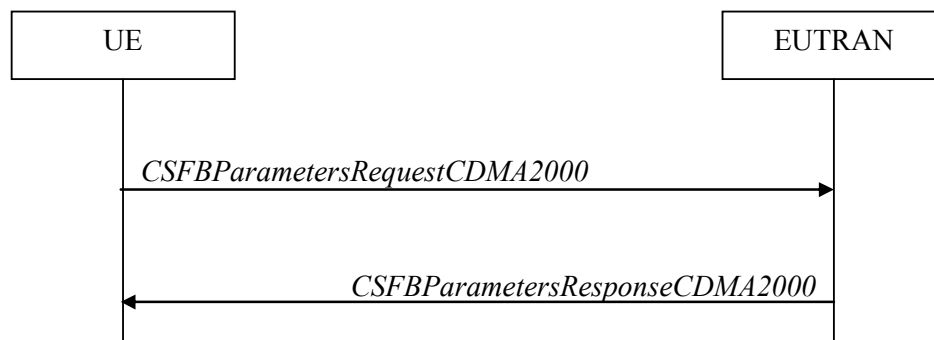 UE
EUTRAN
CSFBParametersRequestCDMA2000
CSFBParametersResponseCDMA2000